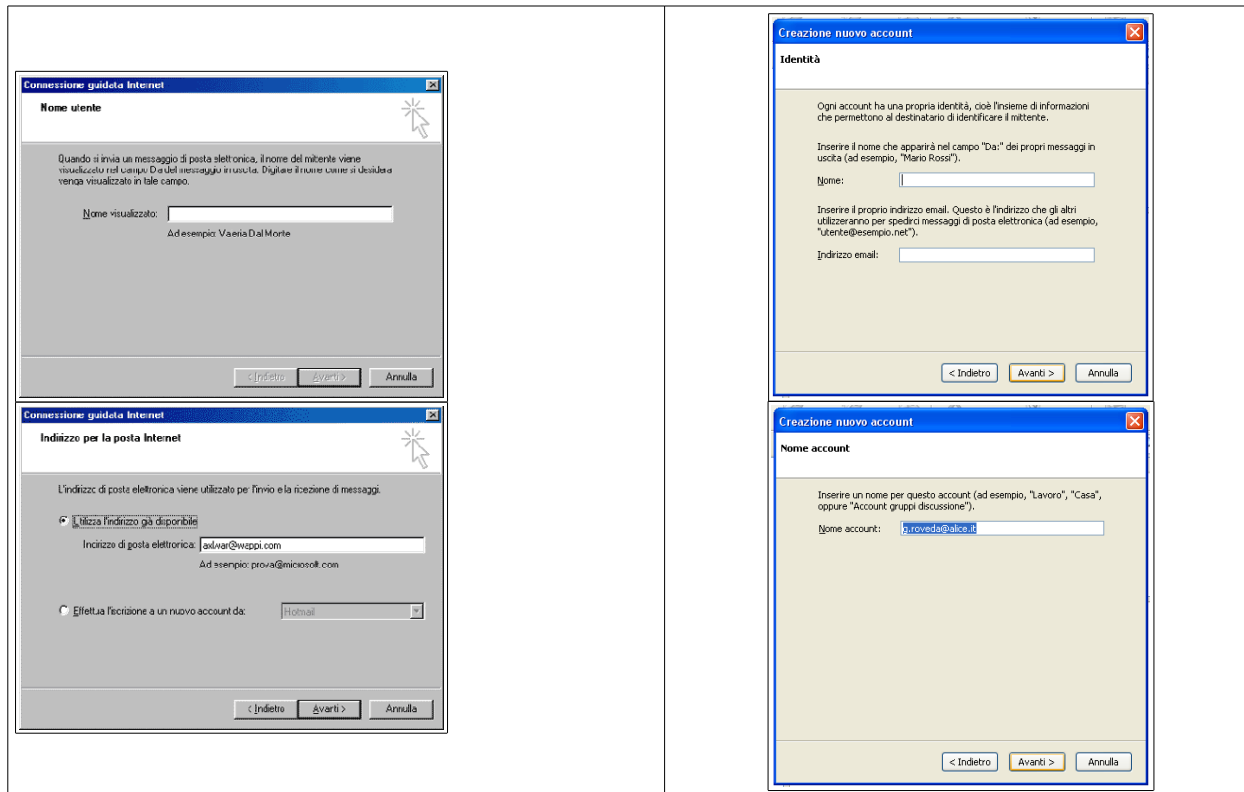 Connessione guidata Internet
Nome utente
Quando si invia un messaggio di posta elettronica, il nome del mittente viene
visualizzato nel campo Da del messaggio in uscita. Digitare il nome come si desidera
venga visualizzato in tale campo.
Nome visualizzato:
Ad esempio: Valeria Dal Monte
< Indietro Avanti > Annulla
Connessione guidata Internet
Indirizzo per la posta Internet
L'indirizzo di posta elettronica viene utilizzato per l'invio e la ricezione di messaggi.
Utilizza l'indirizzo già disponibile
Indirizzo di posta elettronica: axlwar@wappi.com
Ad esempio: prova@microsoft.com
Effettua l'iscrizione a un nuovo account da: Hotmail
< Indietro Avanti > Annulla
Creazione nuovo account
Identità
Ogni account ha una propria identità, cioè l'insieme di informazioni
che permettono al destinatario di identificare il mittente.
Inserire il nome che apparirà nel campo "Da:" dei propri messaggi in
uscita (ad esempio, "Mario Rossi").
Nome:
Inserire il proprio indirizzo email. Questo è l'indirizzo che gli altri
utilizzeranno per spedirci messaggi di posta elettronica (ad esempio,
"utente@esempio.net").
Indirizzo email:
< Indietro Avanti > Annulla
Creazione nuovo account
Nome account
Inserire un nome per questo account (ad esempio, "Lavoro", "Casa",
oppure "Account gruppi discussione").
Nome account: g.roveda@alice.it
< Indietro Avanti > Annulla